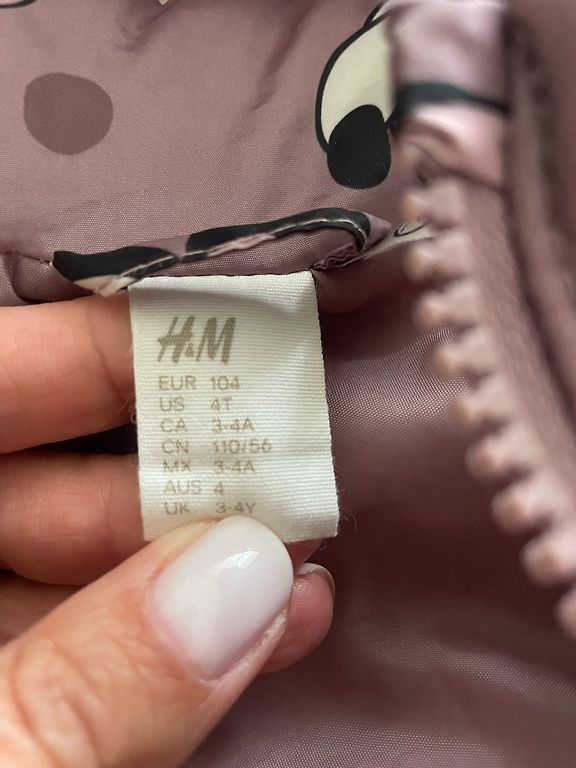 H&M
EUR 104
US 4T
CA 3-4A
CN 110/56
MX 3-4A
AUS 4
UK 3-4Y